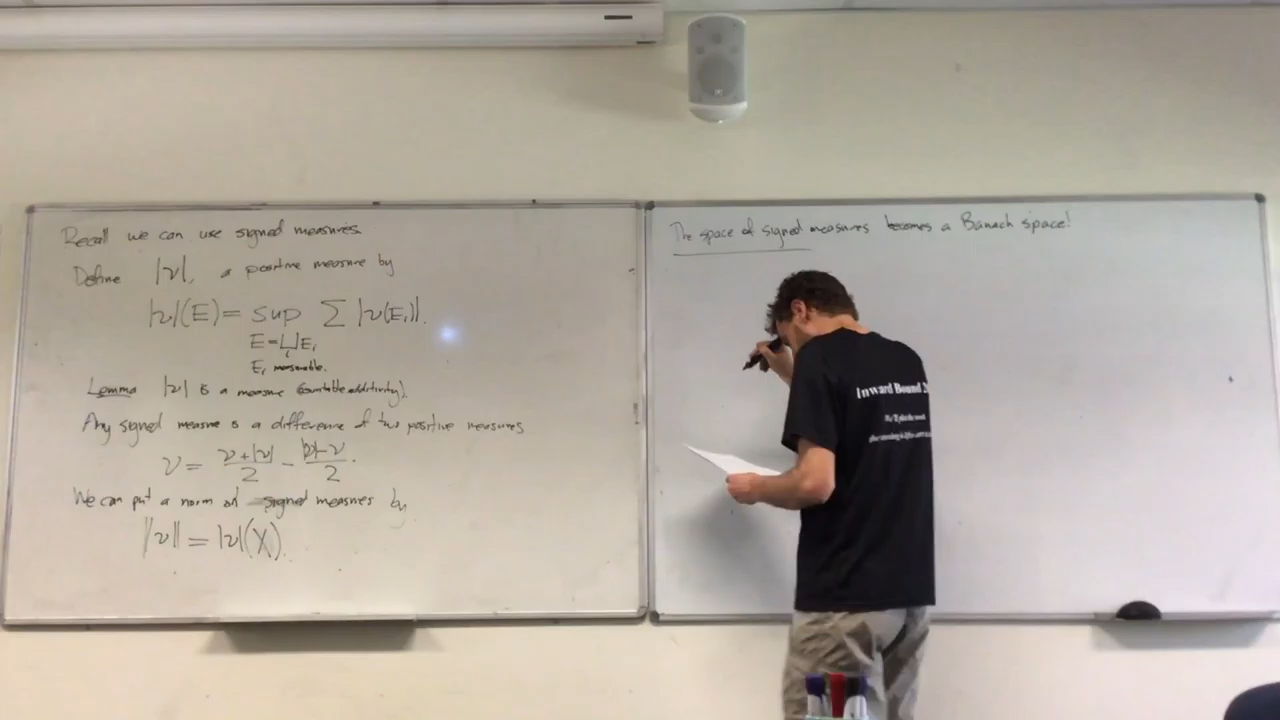 Recall we can use signed measures.
Define |ν|, a positive measure by
|ν|(E) = sup ∑ |ν(Ei)|.
E = ⨆ Ei
i
Ei measurable.
Lemma |ν| is a measure (countable additivity).
Any signed measure is a difference of two positive measures
ν = (ν + |ν|)/2 - (|ν| - ν)/2.
We can put a norm on signed measures by
||ν|| = |ν|(X).
The space of signed measures becomes a Banach space!
Inward Bound